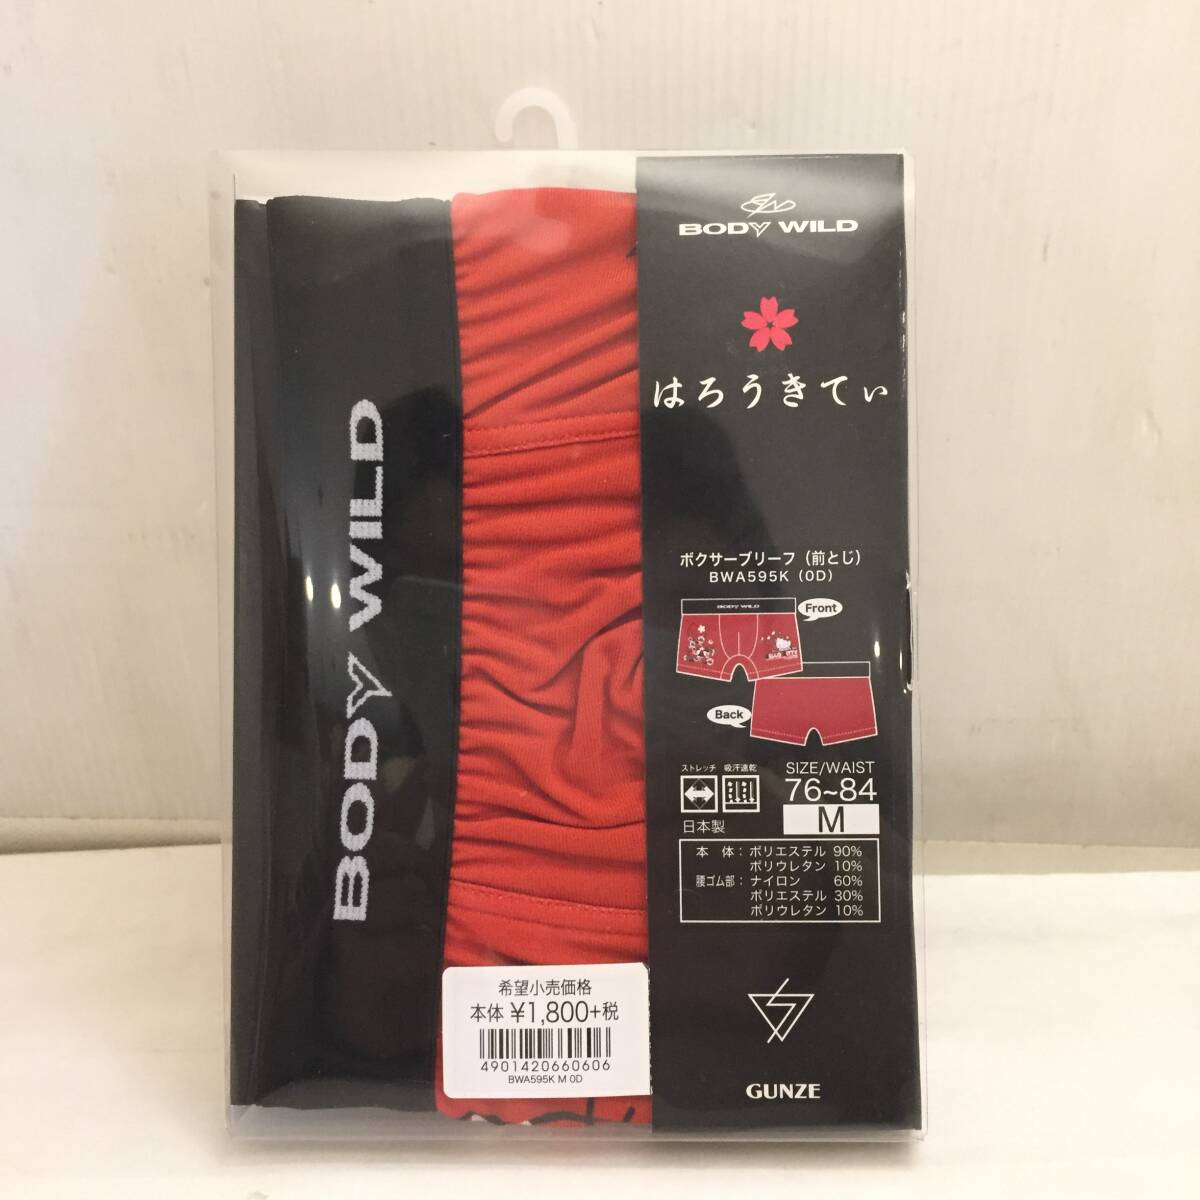 BODY WILD
BODY WILD
はろうきてぃ
ボクサーブリーフ（前とじ）
BWA595K（0D）
BODY WILD
Front
Back
ストレッチ 吸汗速乾
日本製
SIZE/WAIST
76~84
M
本 体：ポリエステル 90%
ポリウレタン 10%
腰ゴム部：ナイロン 60%
ポリエステル 30%
ポリウレタン 10%
GUNZE
希望小売価格
本体 ¥1,800+税
4901420660606
BWA595K M 0D